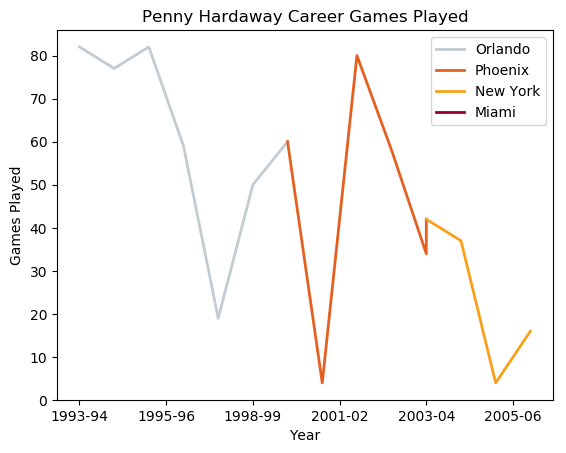 Penny Hardaway Career Games Played
Orlando
Phoenix
New York
Miami
Games Played
80
70
60
50
40
30
20
10
0
1993-94 1995-96 1998-99 2001-02 2003-04 2005-06
Year